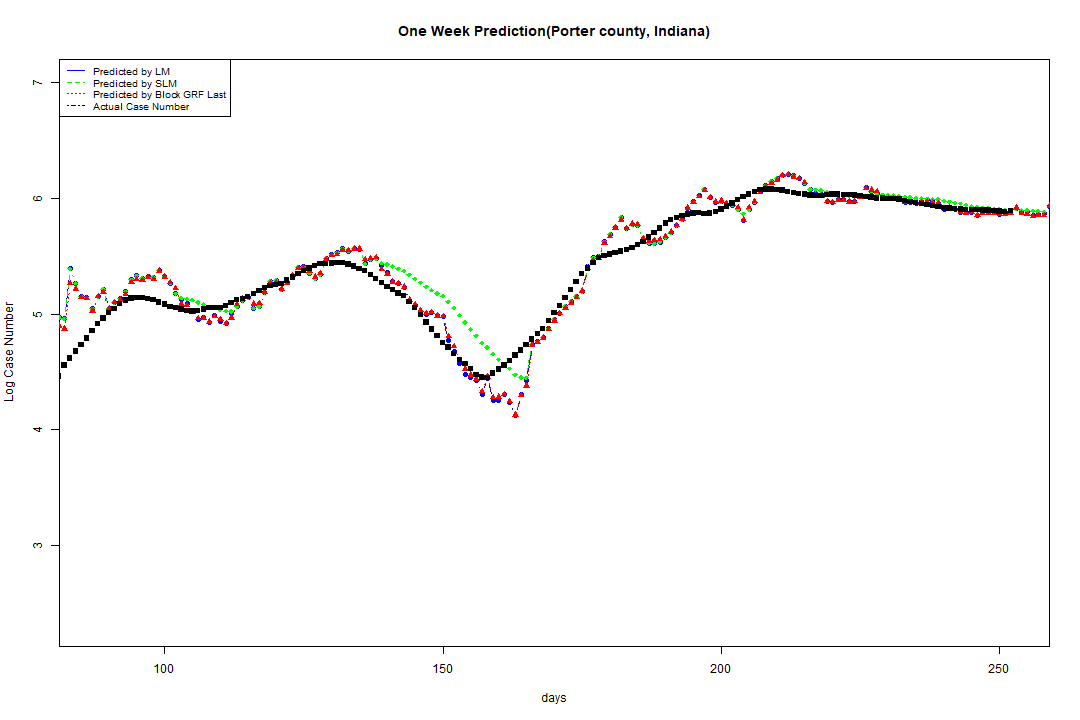 One Week Prediction(Porter county, Indiana)
Predicted by LM
Predicted by SLM
Predicted by Block GRF Last
Actual Case Number
Log Case Number
7
6
5
4
3
100 150 200 250
days